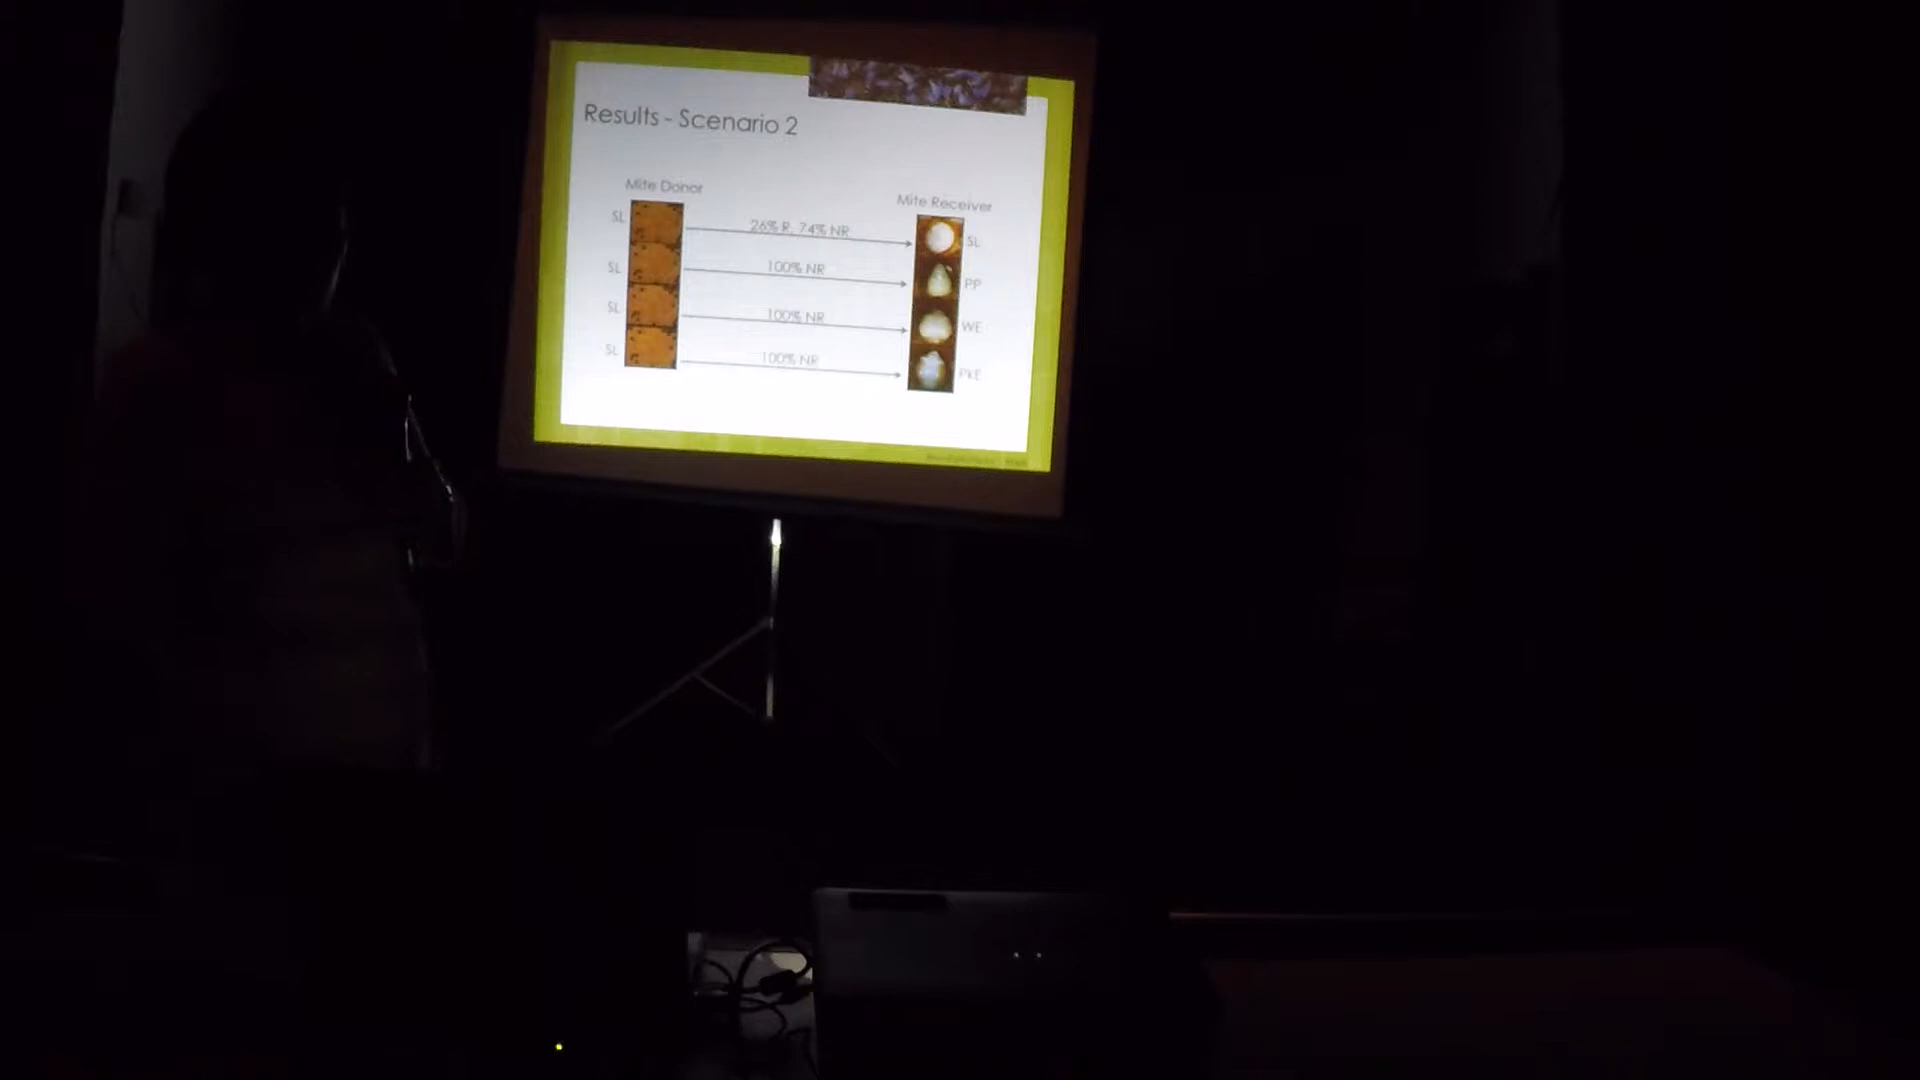 Results - Scenario 2
Mite Donor
Mite Receiver
SL
26% R, 74% NR
SL
SL
100% NR
PP
SL
100% NR
WE
SL
100% NR
PKE